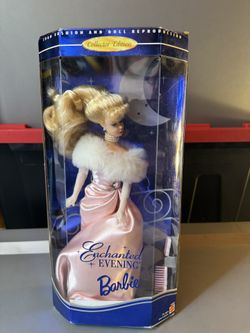 1960 FASHION AND DOLL REPRODUCTION
Collector Edition
Enchanted
EVENING
Barbie